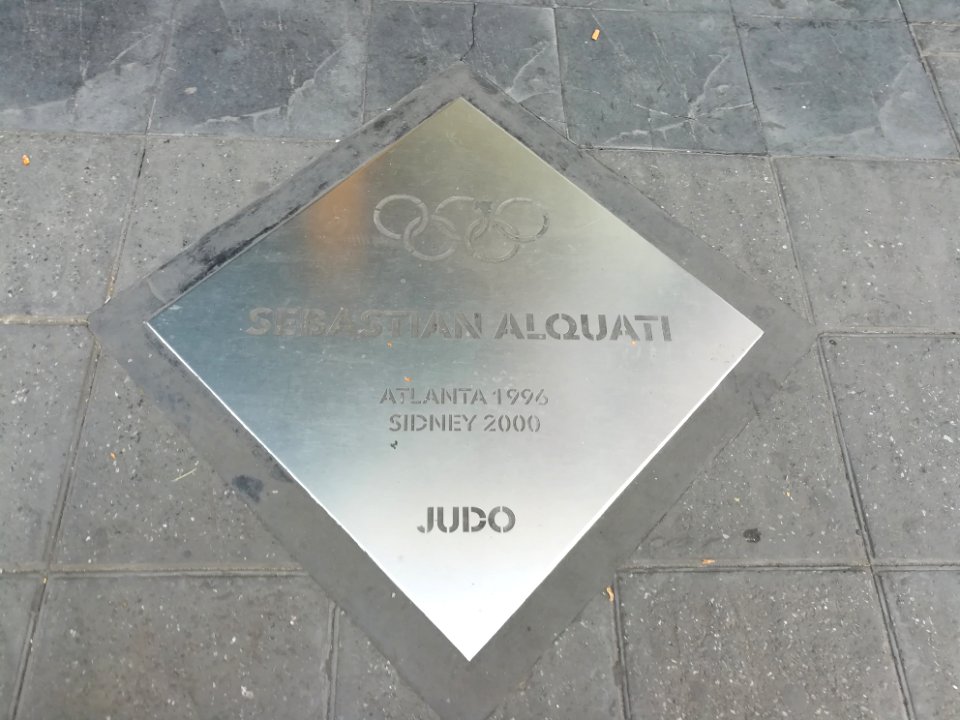 SEBASTIAN ALQUATI
ATLANTA 1996
SIDNEY 2000
JUDO